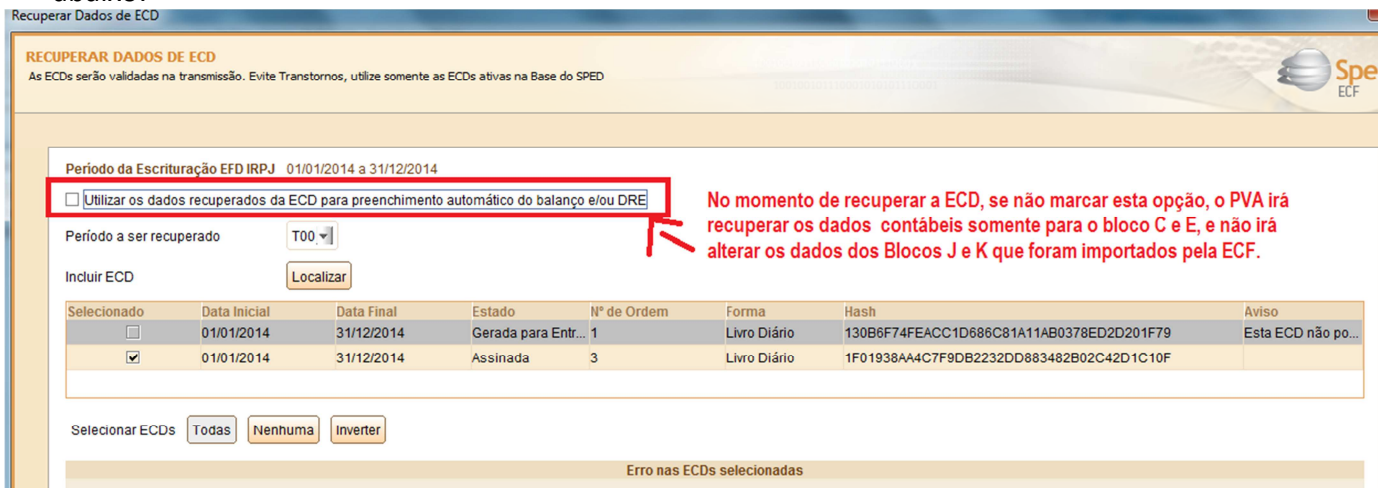 Recuperar Dados de ECD
RECUPERAR DADOS DE ECD
As ECDs serão validadas na transmissão. Evite Transtornos, utilize somente as ECDs ativas na Base do SPED
Spe
ECF
Período da Escrituração EFD IRPJ 01/01/2014 a 31/12/2014
Utilizar os dados recuperados da ECD para preenchimento automático do balanço e/ou DRE
No momento de recuperar a ECD, se não marcar esta opção, o PVA irá
recuperar os dados contábeis somente para o bloco C e E, e não irá
alterar os dados dos Blocos J e K que foram importados pela ECF.
Período a ser recuperado T00
Incluir ECD Localizar
Selecionado Data Inicial Data Final Estado Nº de Ordem Forma Hash Aviso
01/01/2014 31/12/2014 Gerada para Entr... 1 Livro Diário 130B6F74FEACC1D686C81A11AB0378ED2D201F79 Esta ECD não po...
01/01/2014 31/12/2014 Assinada 3 Livro Diário 1F01938AA4C7F9DB2232DD883482B02C42D1C10F
Selecionar ECDs Todas Nenhuma Inverter
Erro nas ECDs selecionadas